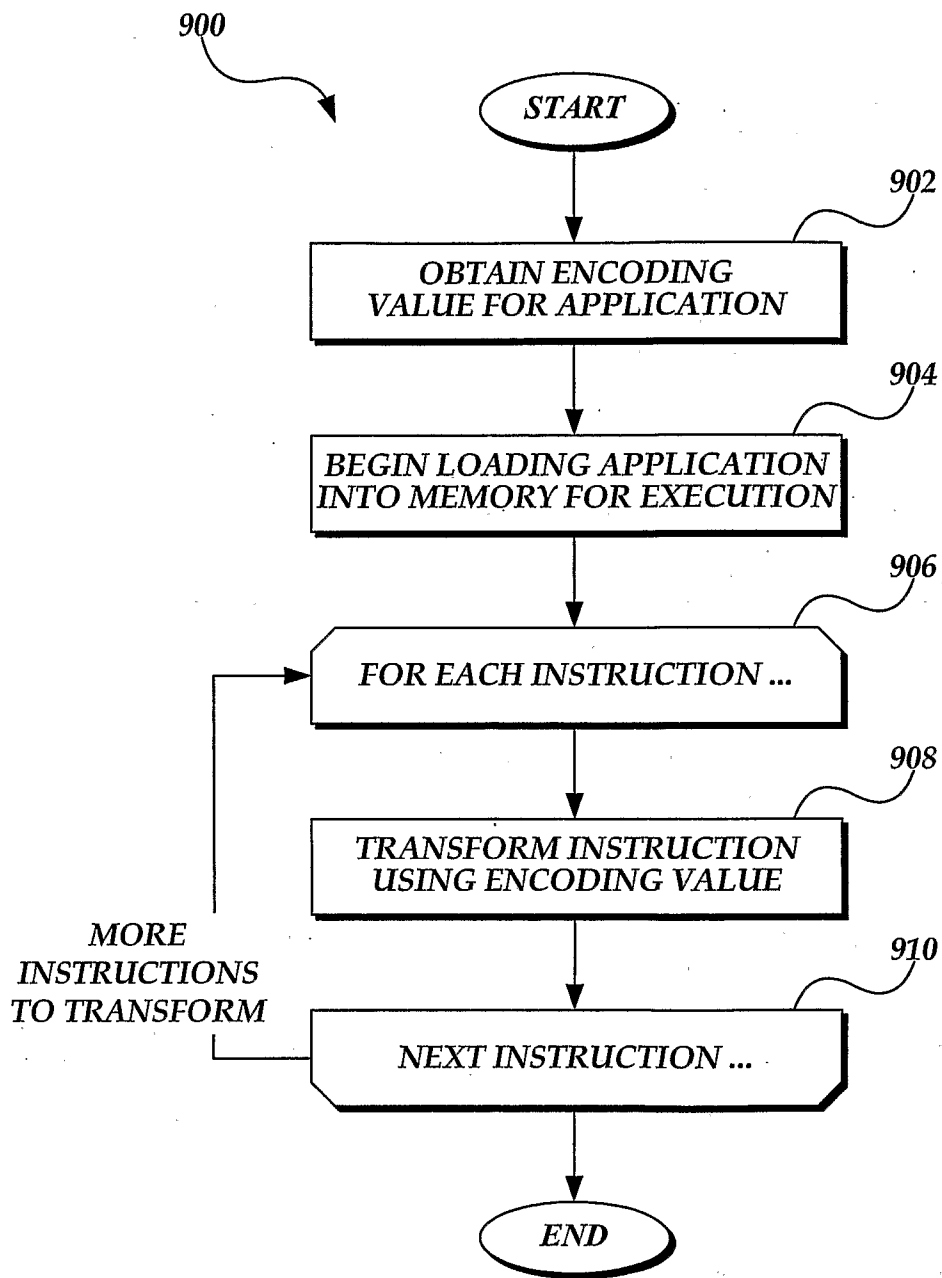 900
START
902
OBTAIN ENCODING
VALUE FOR APPLICATION
904
BEGIN LOADING APPLICATION
INTO MEMORY FOR EXECUTION
906
FOR EACH INSTRUCTION ...
908
TRANSFORM INSTRUCTION
USING ENCODING VALUE
MORE
INSTRUCTIONS
TO TRANSFORM
910
NEXT INSTRUCTION ...
END